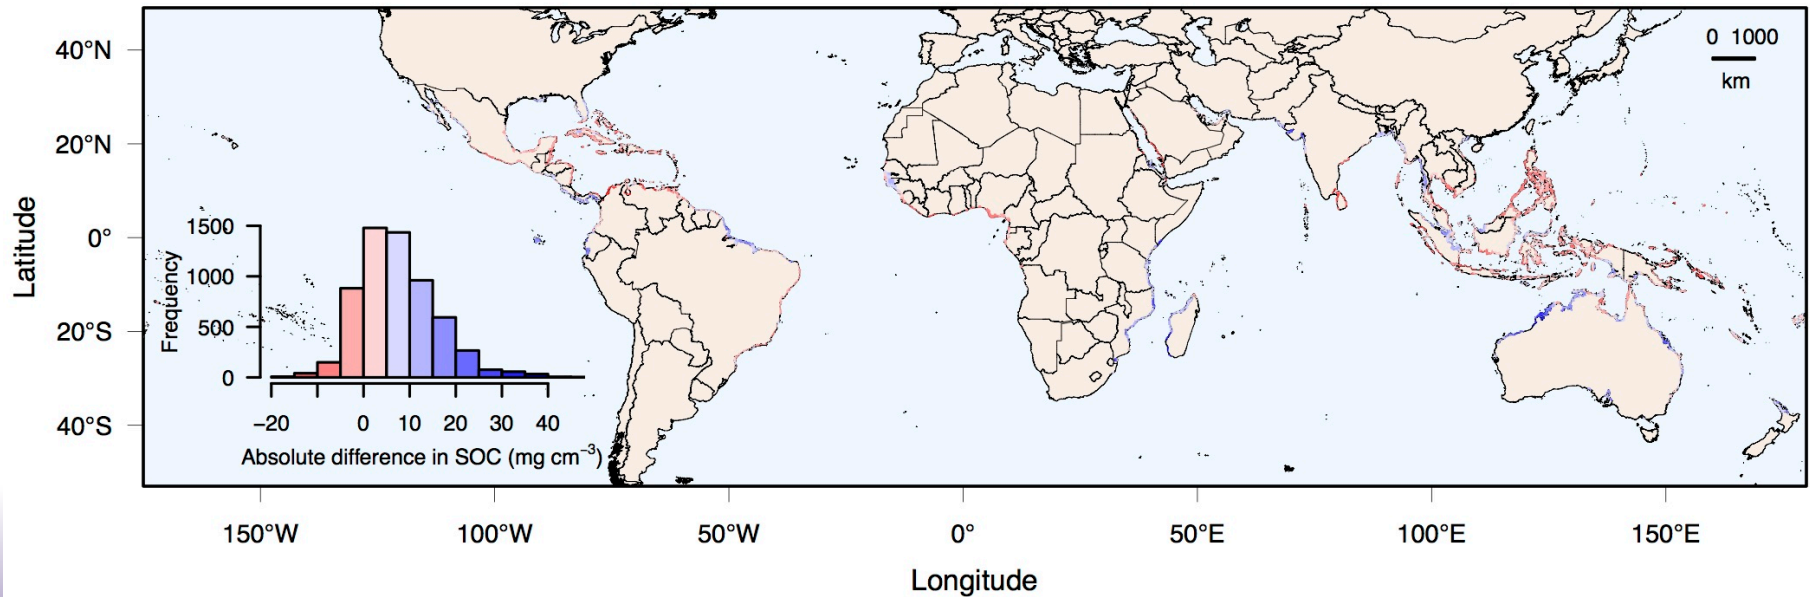 40°N
20°N
0°
20°S
40°S
Latitude
0 1000
km
1500
1000
500
0
Frequency
−20 0 10 20 30 40
Absolute difference in SOC (mg cm⁻³)
150°W 100°W 50°W 0° 50°E 100°E 150°E
Longitude